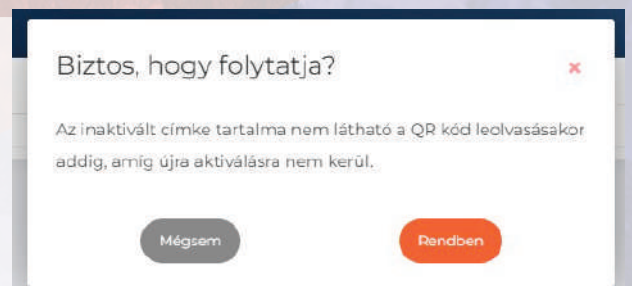 Biztos, hogy folytatja?
Az inaktivált címke tartalma nem látható a QR kód leolvasásakor
addig, amíg újra aktiválásra nem kerül.
Mégsem
Rendben